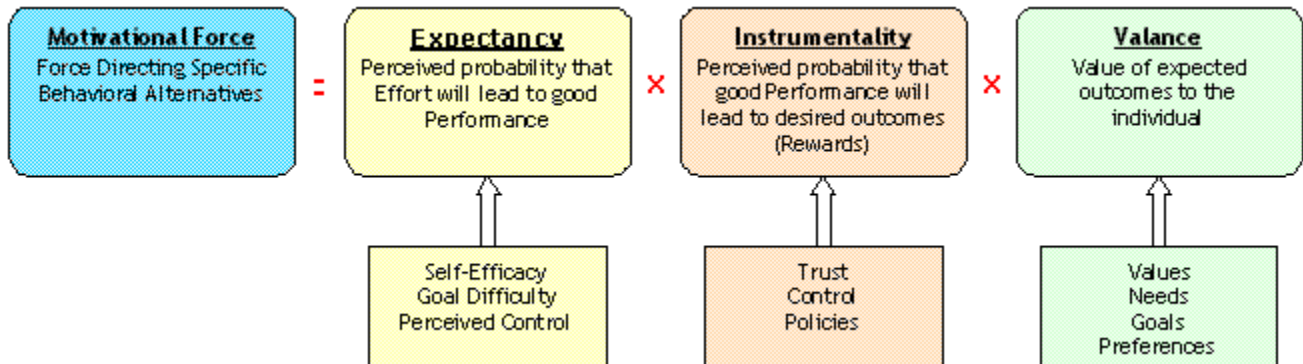 Motivational Force
Force Directing Specific
Behavioral Alternatives
=
Expectancy
Perceived probability that
Effort will lead to good
Performance
×
Instrumentality
Perceived probability that
good Performance will
lead to desired outcomes
(Rewards)
×
Valance
Value of expected
outcomes to the
individual
Self-Efficacy
Goal Difficulty
Perceived Control
Trust
Control
Policies
Values
Needs
Goals
Preferences